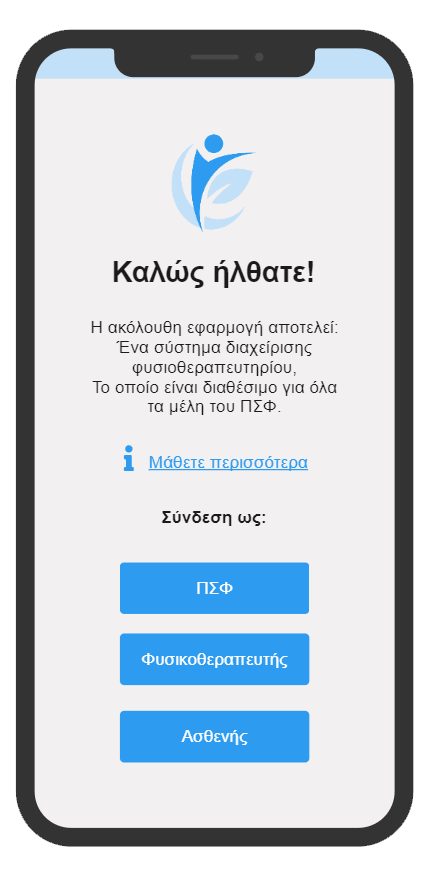 Καλώς ήλθατε!
Η ακόλουθη εφαρμογή αποτελεί:
Ένα σύστημα διαχείρισης
φυσιοθεραπευτηρίου,
Το οποίο είναι διαθέσιμο για όλα
τα μέλη του ΠΣΦ.
Μάθετε περισσότερα
Σύνδεση ως:
ΠΣΦ
Φυσικοθεραπευτής
Ασθενής